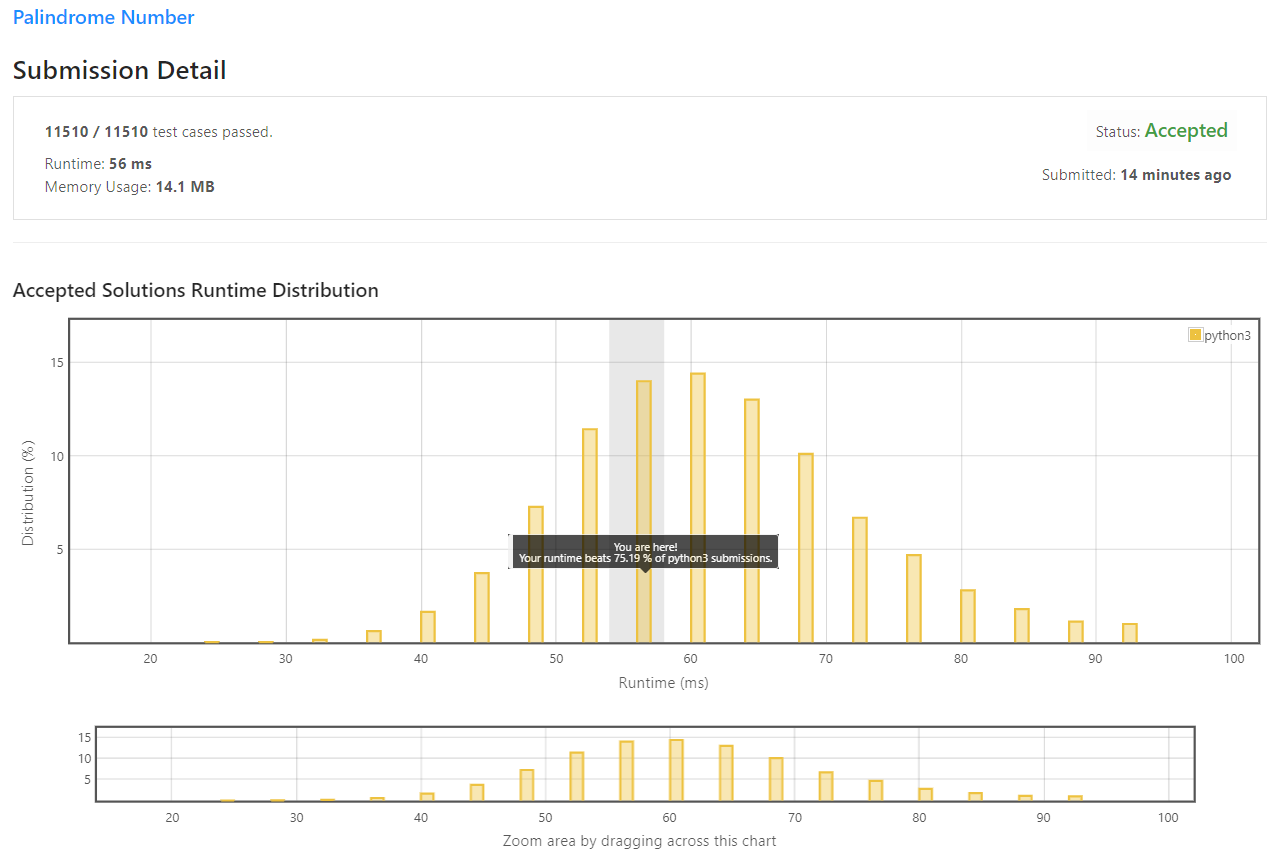 Palindrome Number
Submission Detail
11510 / 11510 test cases passed.
Status: Accepted
Runtime: 56 ms
Submitted: 14 minutes ago
Memory Usage: 14.1 MB
Accepted Solutions Runtime Distribution
python3
15
10
5
Distribution (%)
You are here!
Your runtime beats 75.19 % of python3 submissions.
20 30 40 50 60 70 80 90 100
Runtime (ms)
15
10
5
20 30 40 50 60 70 80 90 100
Zoom area by dragging across this chart